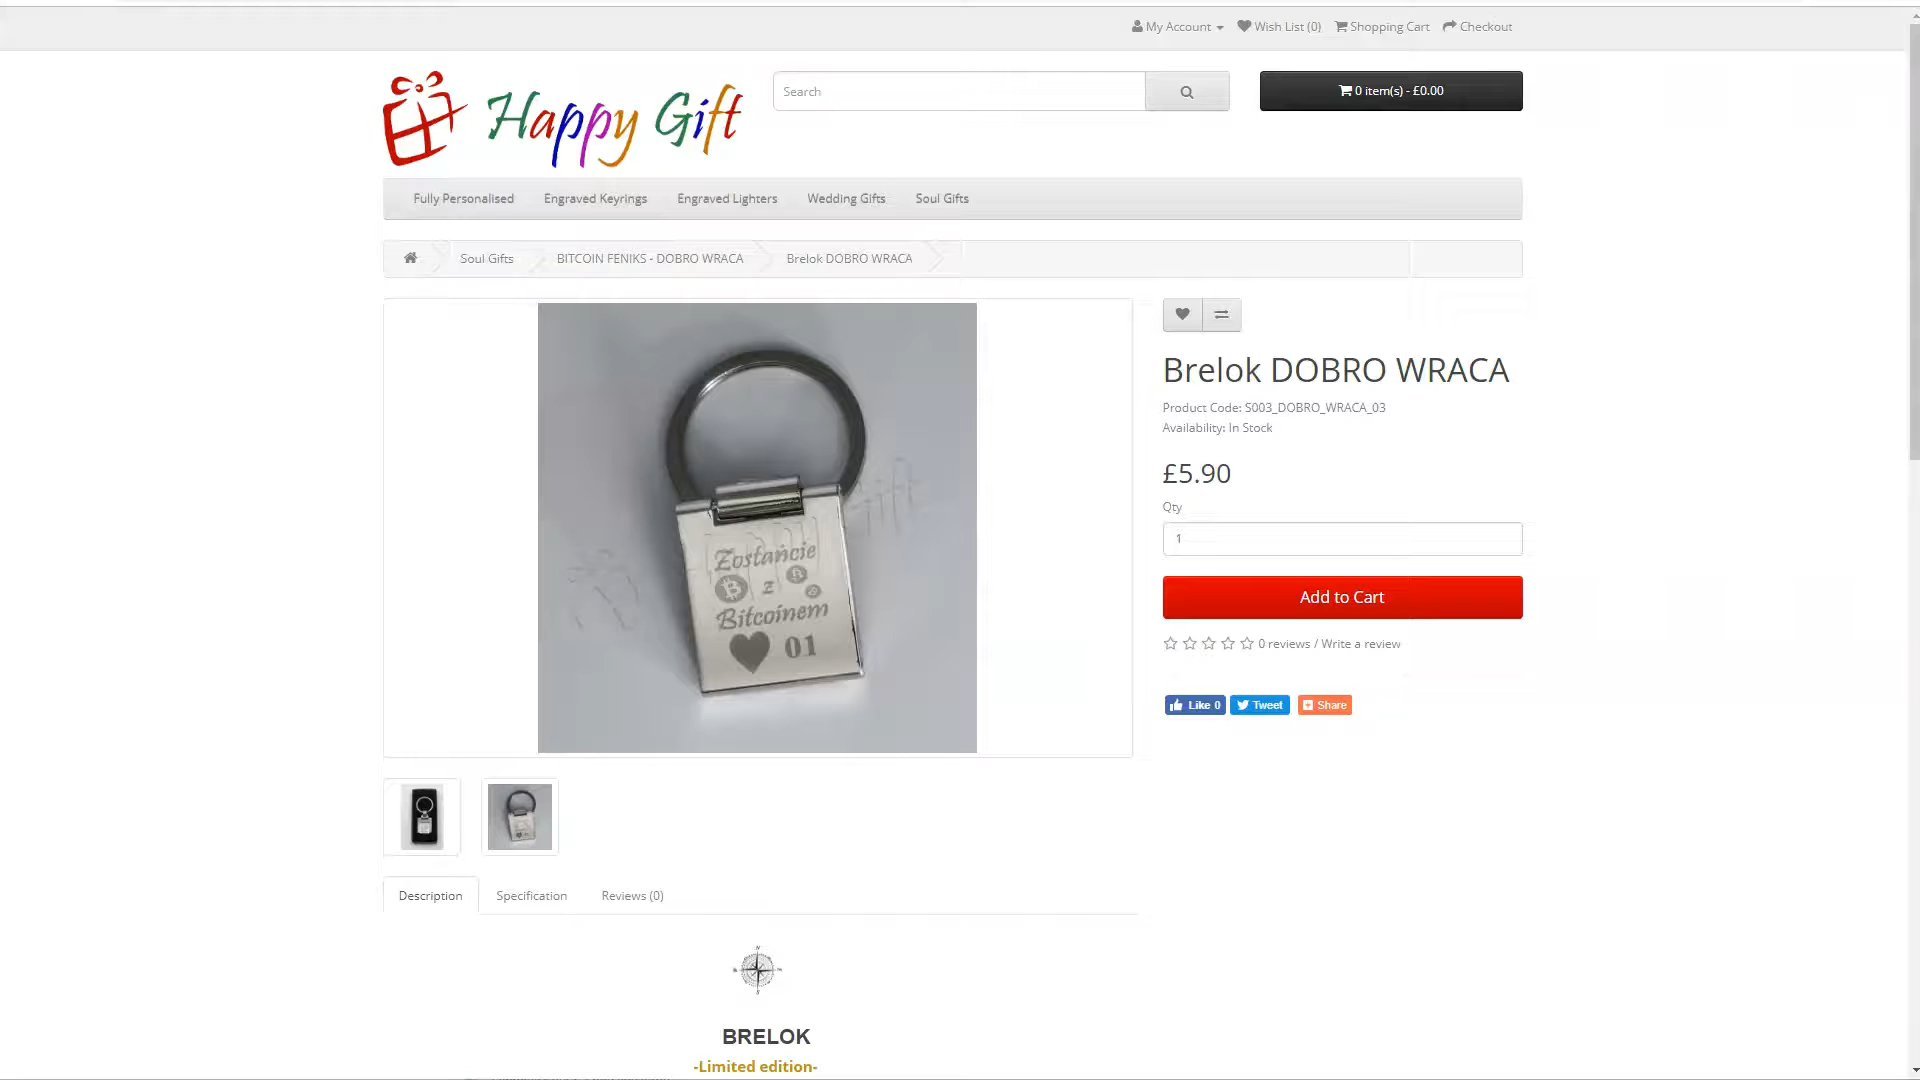 My Account
Wish List (0)
Shopping Cart
Checkout
Happy Gift
Search
0 item(s) - £0.00
Fully Personalised
Engraved Keyrings
Engraved Lighters
Wedding Gifts
Soul Gifts
Soul Gifts
BITCOIN FENIKS - DOBRO WRACA
Brelok DOBRO WRACA
Zostańcie
z
Bitcoinem
01
Brelok DOBRO WRACA
Product Code: S003_DOBRO_WRACA_03
Availability: In Stock
£5.90
Qty
1
Add to Cart
0 reviews / Write a review
Like 0
Tweet
Share
Description
Specification
Reviews (0)
BRELOK
-Limited edition-